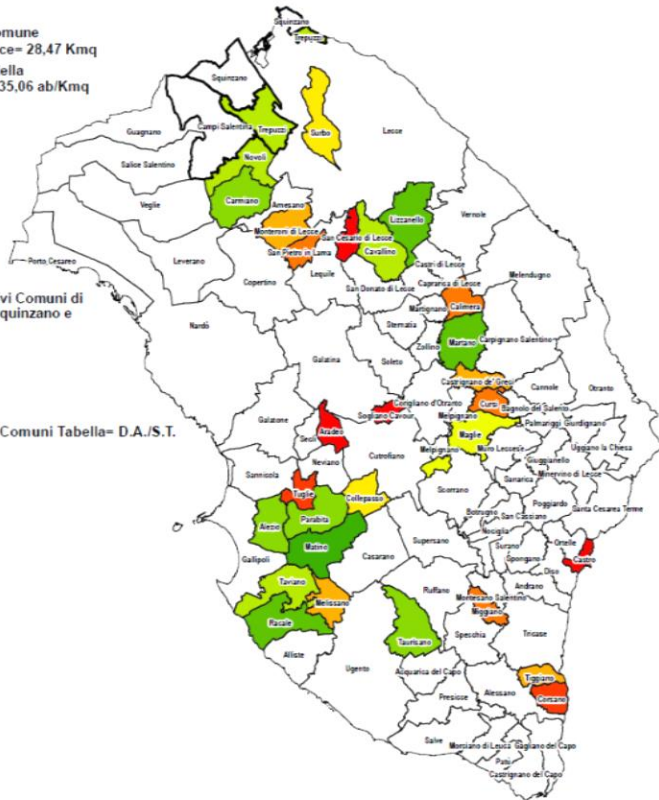 omune
ce= 28,47 Kmq
ella
35,06 ab/Kmq
Squinzano
Trepuzzi
Squinzano
Guagnano
Campi Salentina
Trepuzzi
Surbo
Lecce
Salice Salentino
Novoli
Veglie
Carmiano
Arnesano
Lizzanello
Vernole
Monteroni di Lecce
San Cesario di Lecce
Porto Cesareo
Leverano
San Pietro in Lama
Cavallino
Lequile
Castri di Lecce
Melendugno
Copertino
San Donato di Lecce
Caprarica di Lecce
vi Comuni di
quinzano e
Martignano
Calimera
Nardò
Sternatia
Martano
Carpignano Salentino
Zollino
Galatina
Soleto
Castrignano de' Greci
Cannole
Otranto
Corigliano d'Otranto
Cursi
Bagnolo del Salento
Sogliano Cavour
Melpignano
Galatone
Aradeo
Palmariggi
Giurdignano
Comuni Tabella= D.A./S.T.
Seclì
Maglie
Neviano
Cutrofiano
Melpignano
Muro Leccese
Uggiano la Chiesa
Giuggianello
Sannicola
Sanarica
Minervino di Lecce
Tuglie
Collepasso
Scorrano
Poggiardo
Santa Cesarea Terme
Alezio
Parabita
Botrugno
San Cassiano
Nociglia
Matino
Supersano
Surano
Ortelle
Gallipoli
Casarano
Spongano
Castro
Diso
Taviano
Ruffano
Andrano
Melissano
Montesano Salentino
Miggiano
Racale
Taurisano
Specchia
Tricase
Alliste
Ugento
Acquarica del Capo
Tiggiano
Alessano
Corsano
Presicce
Salve
Morciano di Leuca
Gagliano del Capo
Patù
Castrignano del Capo